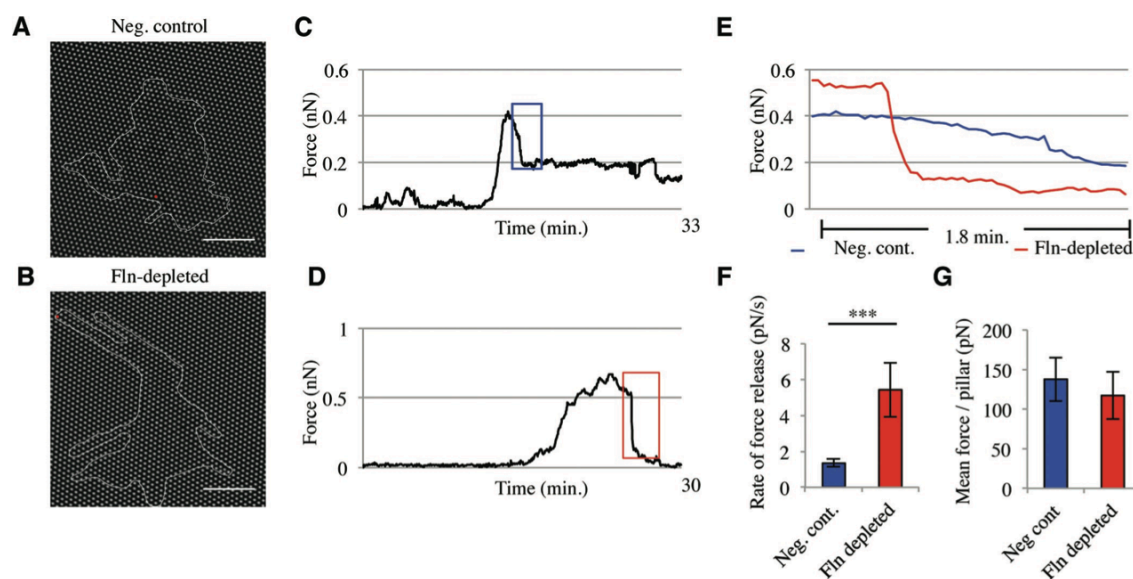 A
Neg. control
B
Fln-depleted
C
0.6
0.4
0.2
0
Force (nN)
Time (min.)
33
D
1
0.5
0
Force (nN)
Time (min.)
30
E
0.6
0.4
0.2
0
Force (nN)
1.8 min.
Neg. cont.
Fln-depleted
F
***
8
6
4
2
0
Rate of force release (pN/s)
Neg. cont.
Fln depleted
G
200
150
100
50
0
Mean force / pillar (pN)
Neg cont
Fln depleted